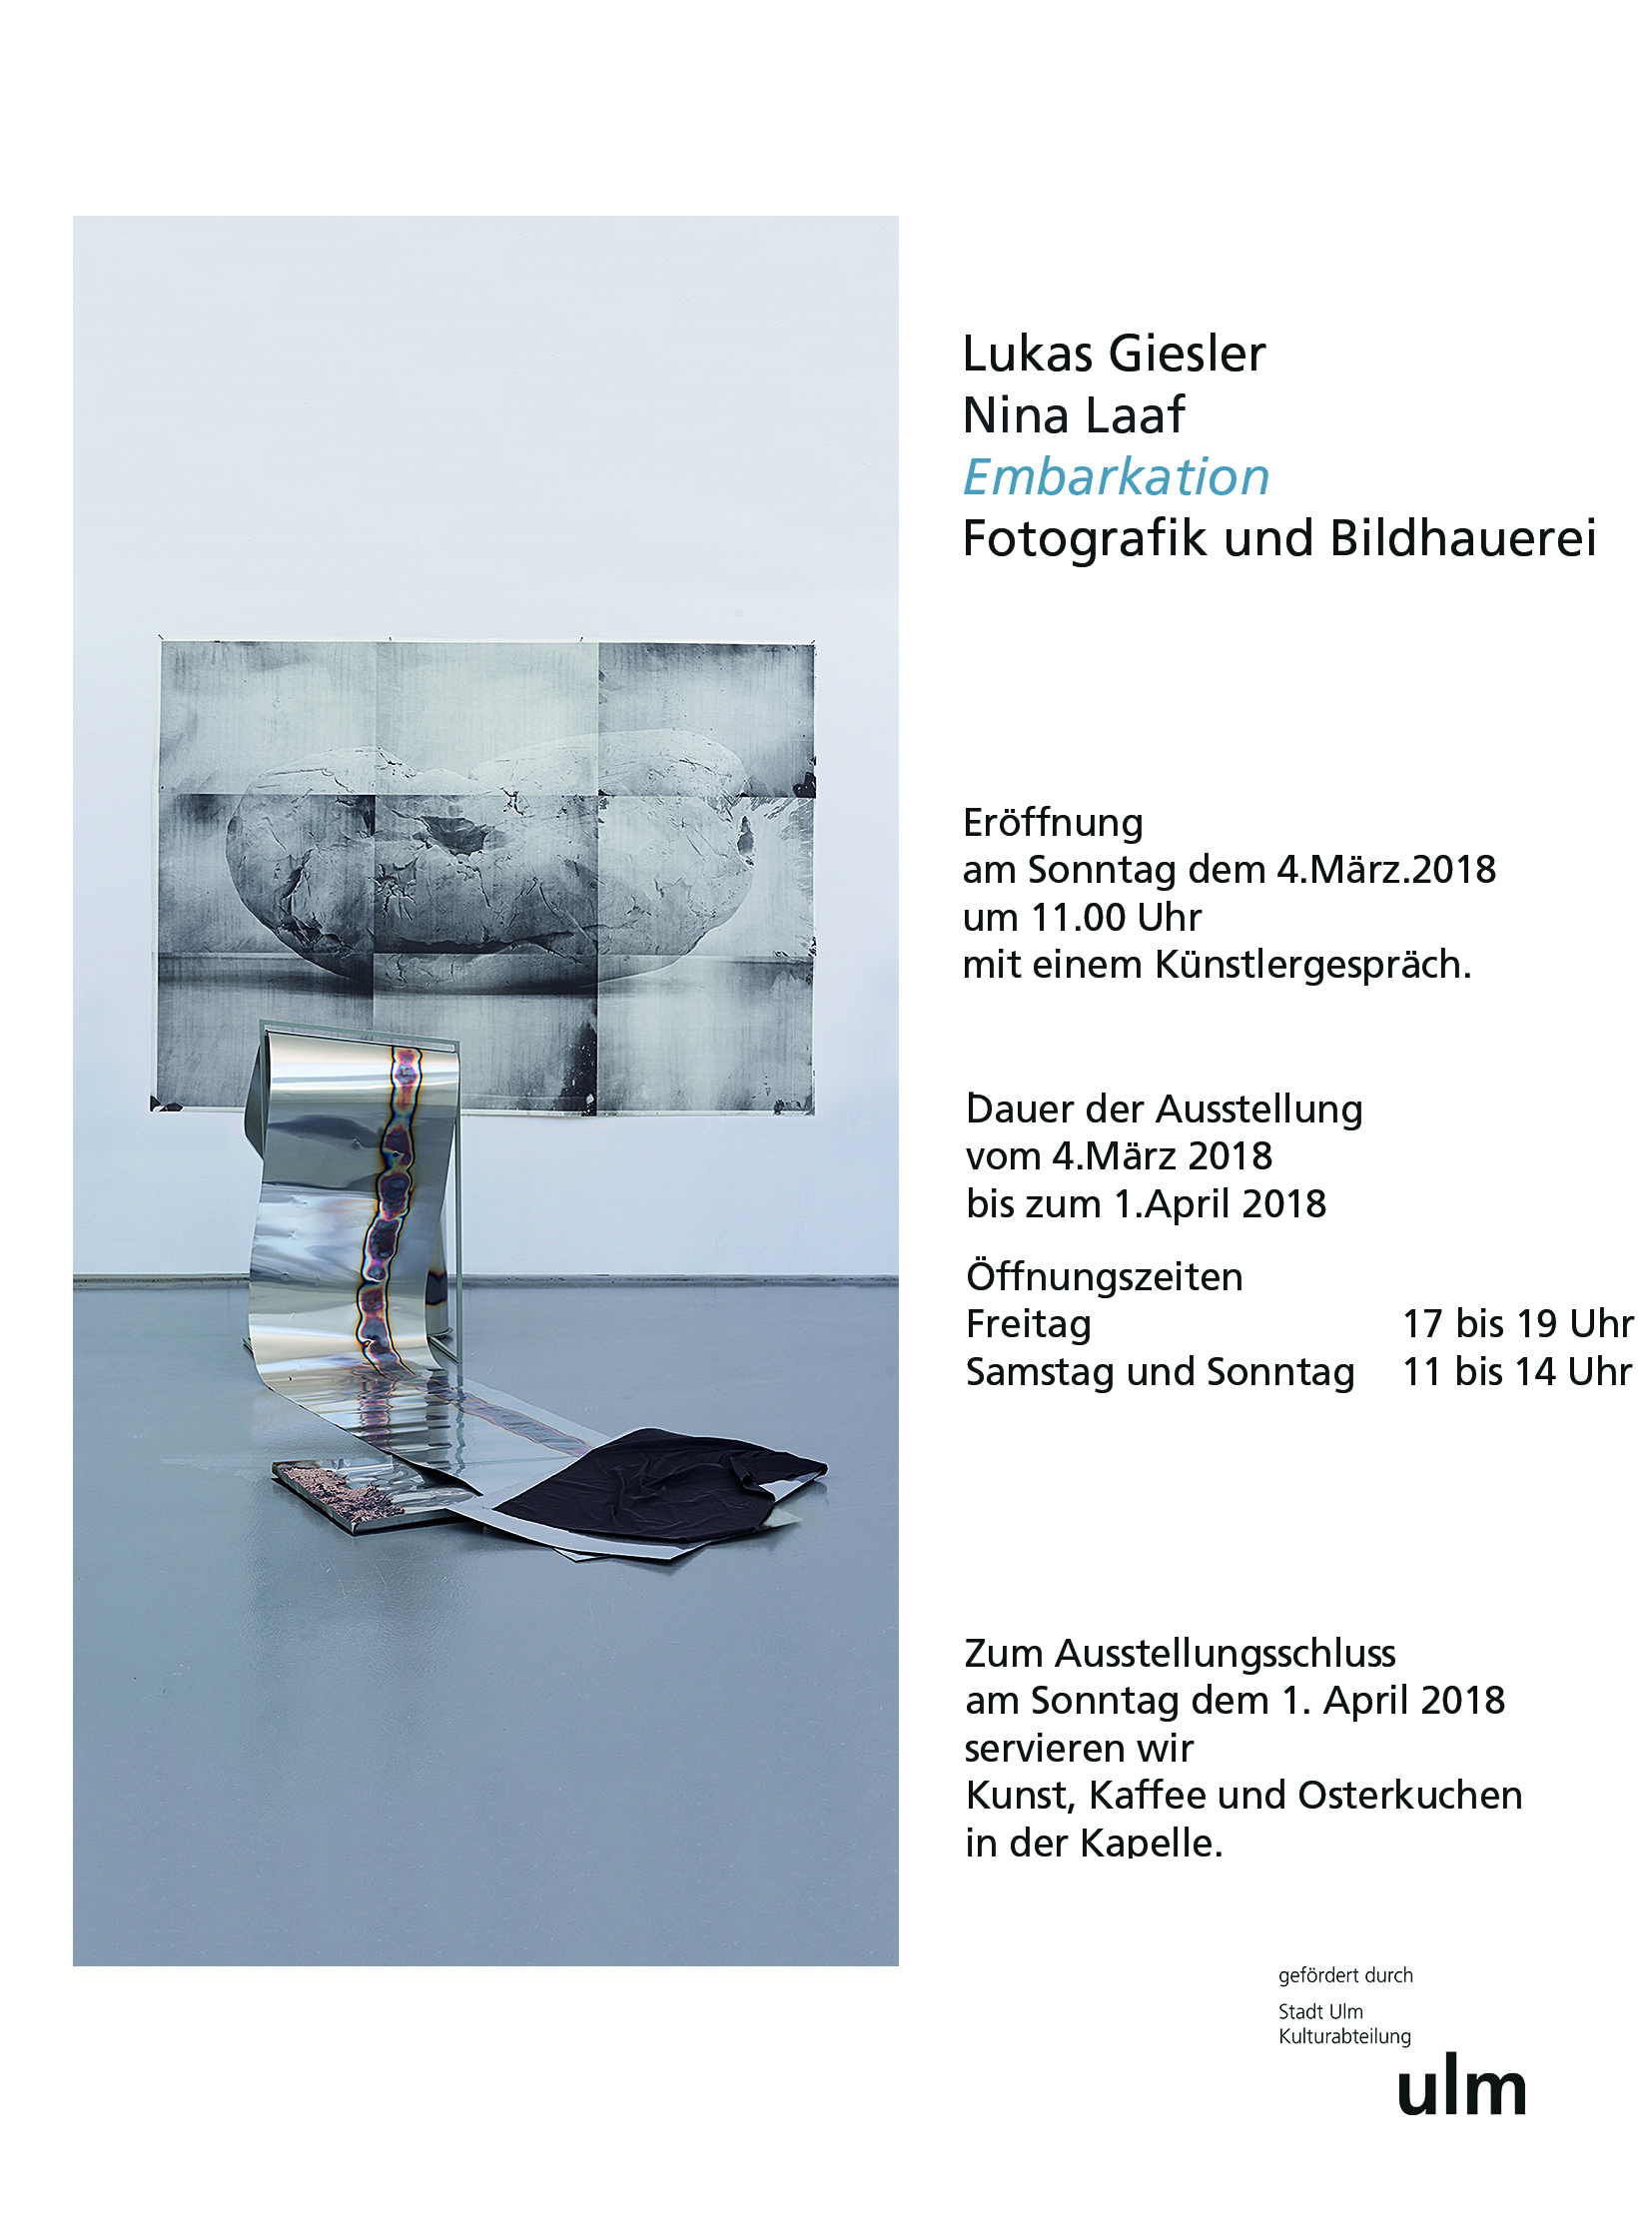 Lukas Giesler
Nina Laaf
Embarkation
Fotografik und Bildhauerei
Eröffnung
am Sonntag dem 4.März.2018
um 11.00 Uhr
mit einem Künstlergespräch.
Dauer der Ausstellung
vom 4.März 2018
bis zum 1.April 2018
Öffnungszeiten
Freitag 17 bis 19 Uhr
Samstag und Sonntag 11 bis 14 Uhr
Zum Ausstellungsschluss
am Sonntag dem 1. April 2018
servieren wir
Kunst, Kaffee und Osterkuchen
in der Kapelle.
gefördert durch
Stadt Ulm
Kulturabteilung
ulm